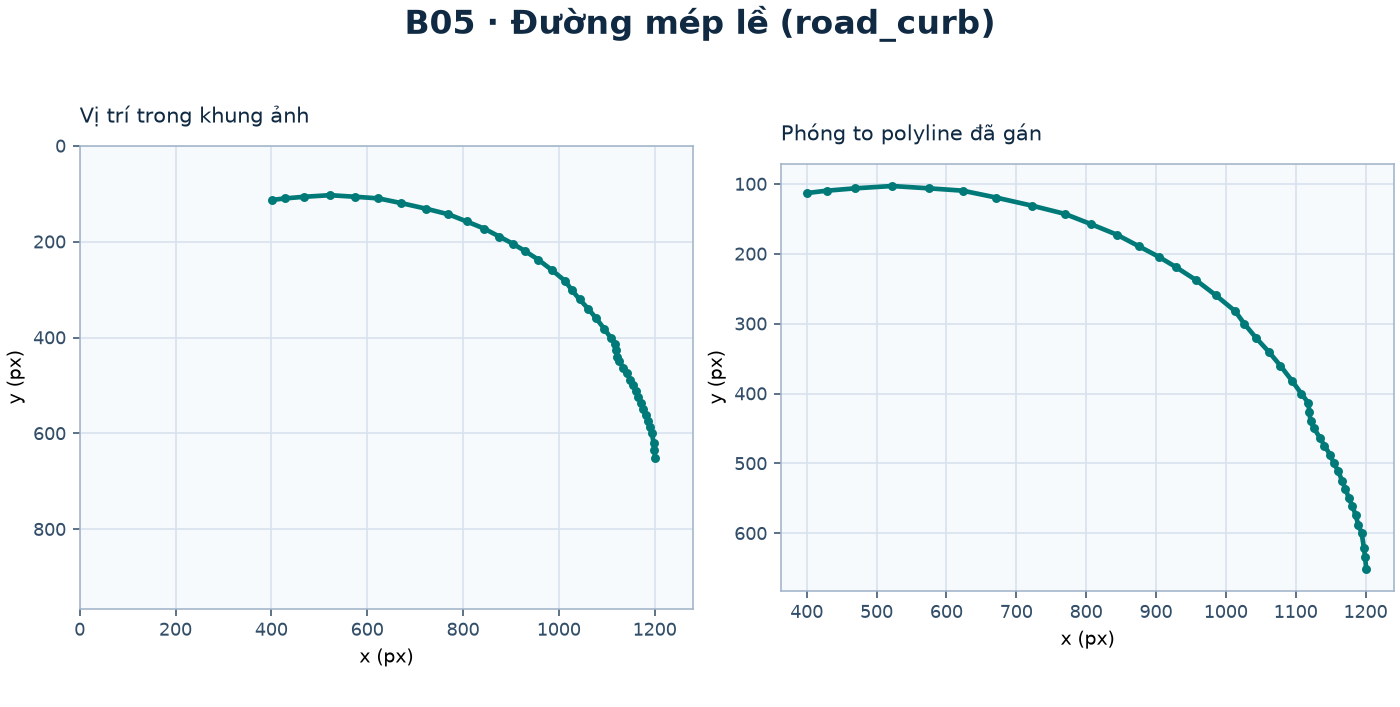 B05 · Đường mép lề (road_curb)
Vị trí trong khung ảnh
0
200
400
600
800
y (px)
0 200 400 600 800 1000 1200
x (px)
Phóng to polyline đã gán
100
200
300
400
500
600
y (px)
400 500 600 700 800 900 1000 1100 1200
x (px)